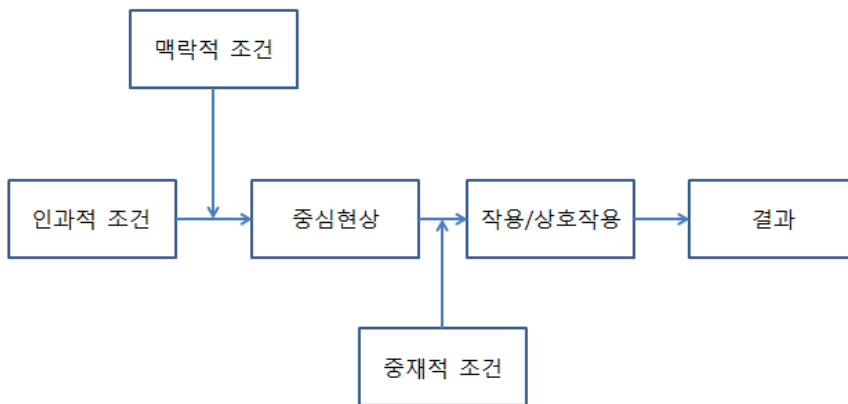 맥락적 조건
인과적 조건
중심현상
작용/상호작용
결과
중재적 조건